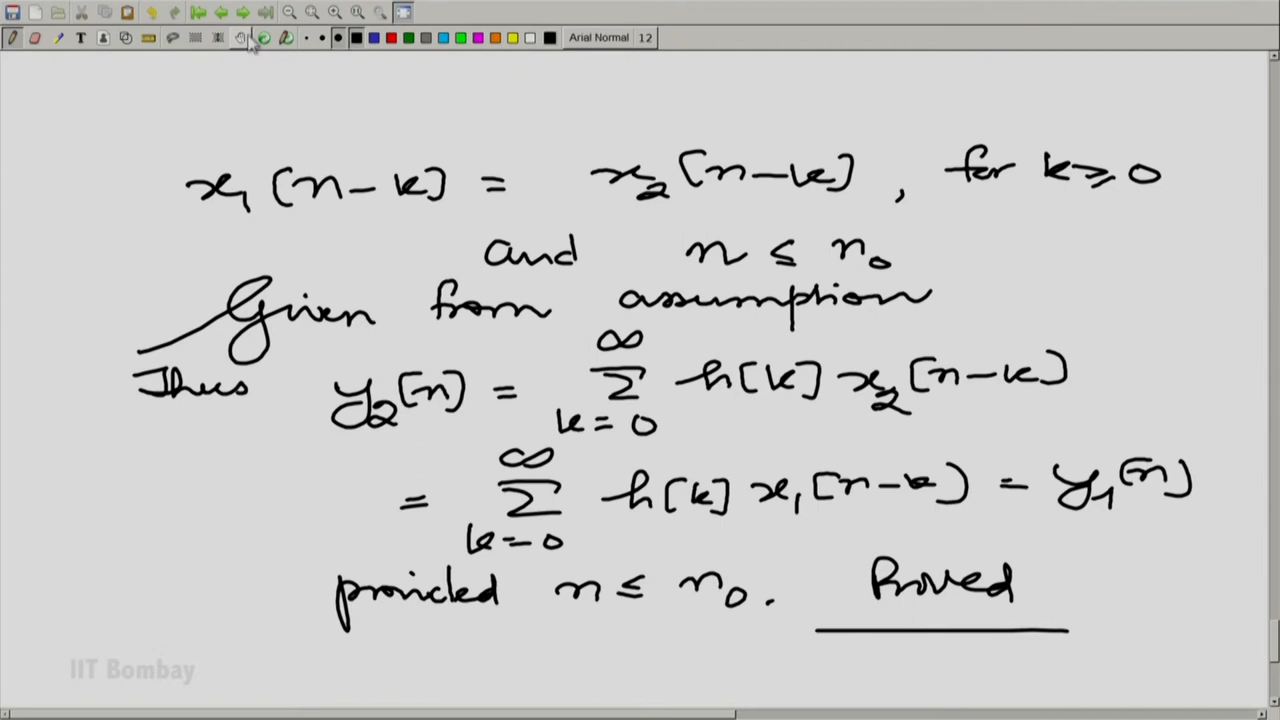 Arial Normal 12
x₁[n-k] = x₂[n-k], for k ≥ 0
and n ≤ n₀
Given from assumption
Thus y₂[n] = ∞ Σ k=0 h[k] x₂[n-k]
= ∞ Σ k=0 h[k] x₁[n-k] = y₁[n]
provided n ≤ n₀. Proved
IIT Bombay